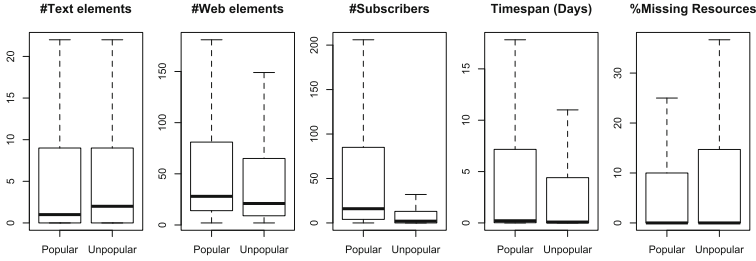 #Text elements
#Web elements
#Subscribers
Timespan (Days)
%Missing Resources
20
15
10
5
0
Popular Unpopular
150
100
50
0
Popular Unpopular
200
150
100
50
0
Popular Unpopular
15
10
5
0
Popular Unpopular
30
20
10
0
Popular Unpopular